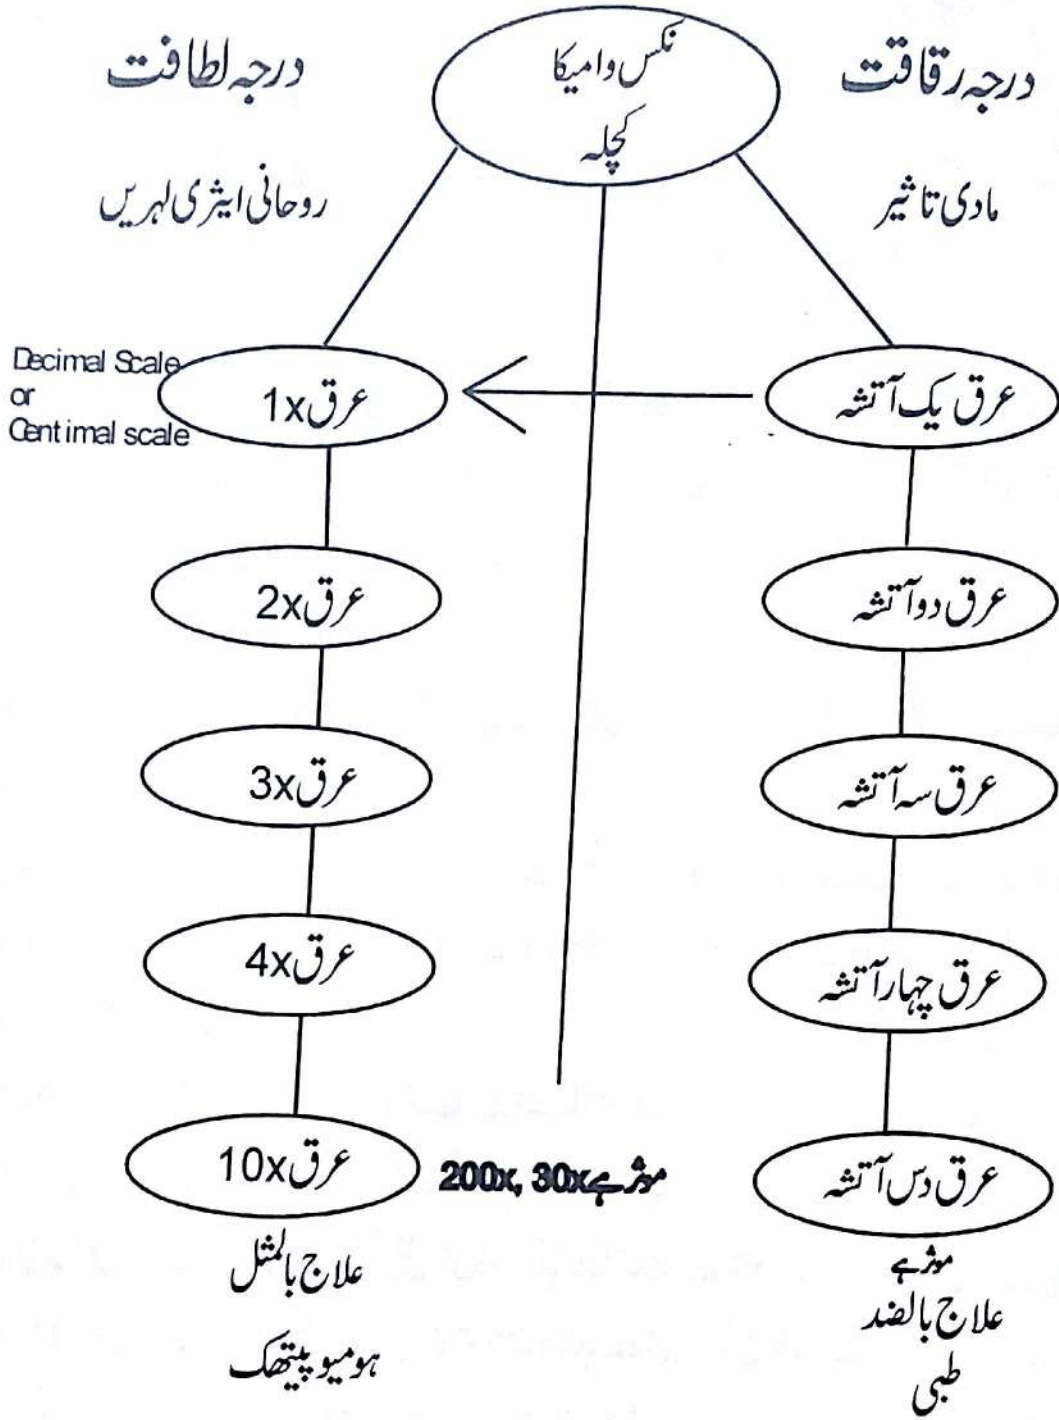 درجہ رقاقت
نکس وامیکا
کچلہ
درجہ لطافت
مادی تاثیر
روحانی ایثری لہریں
عرق یک آتشہ
عرق 1x
Decimal Scale
or
Centimal scale
عرق دو آتشہ
عرق 2x
عرق سہ آتشہ
عرق 3x
عرق چہار آتشہ
عرق 4x
عرق دس آتشہ
200x, 30x موثر ہے
عرق 10x
موثر ہے
علاج بالضد
طبی
علاج بالمثل
ہومیوپیتھک